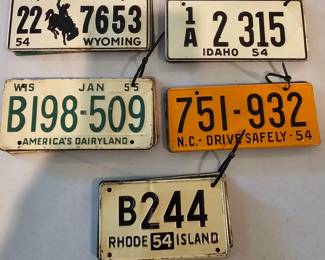 22 7653
54 WYOMING
1/A 2 315
IDAHO 54
WIS JAN 55
B198-509
AMERICA'S DAIRYLAND
751-932
N.C. - DRIVE SAFELY - 54
B244
RHODE 54 ISLAND